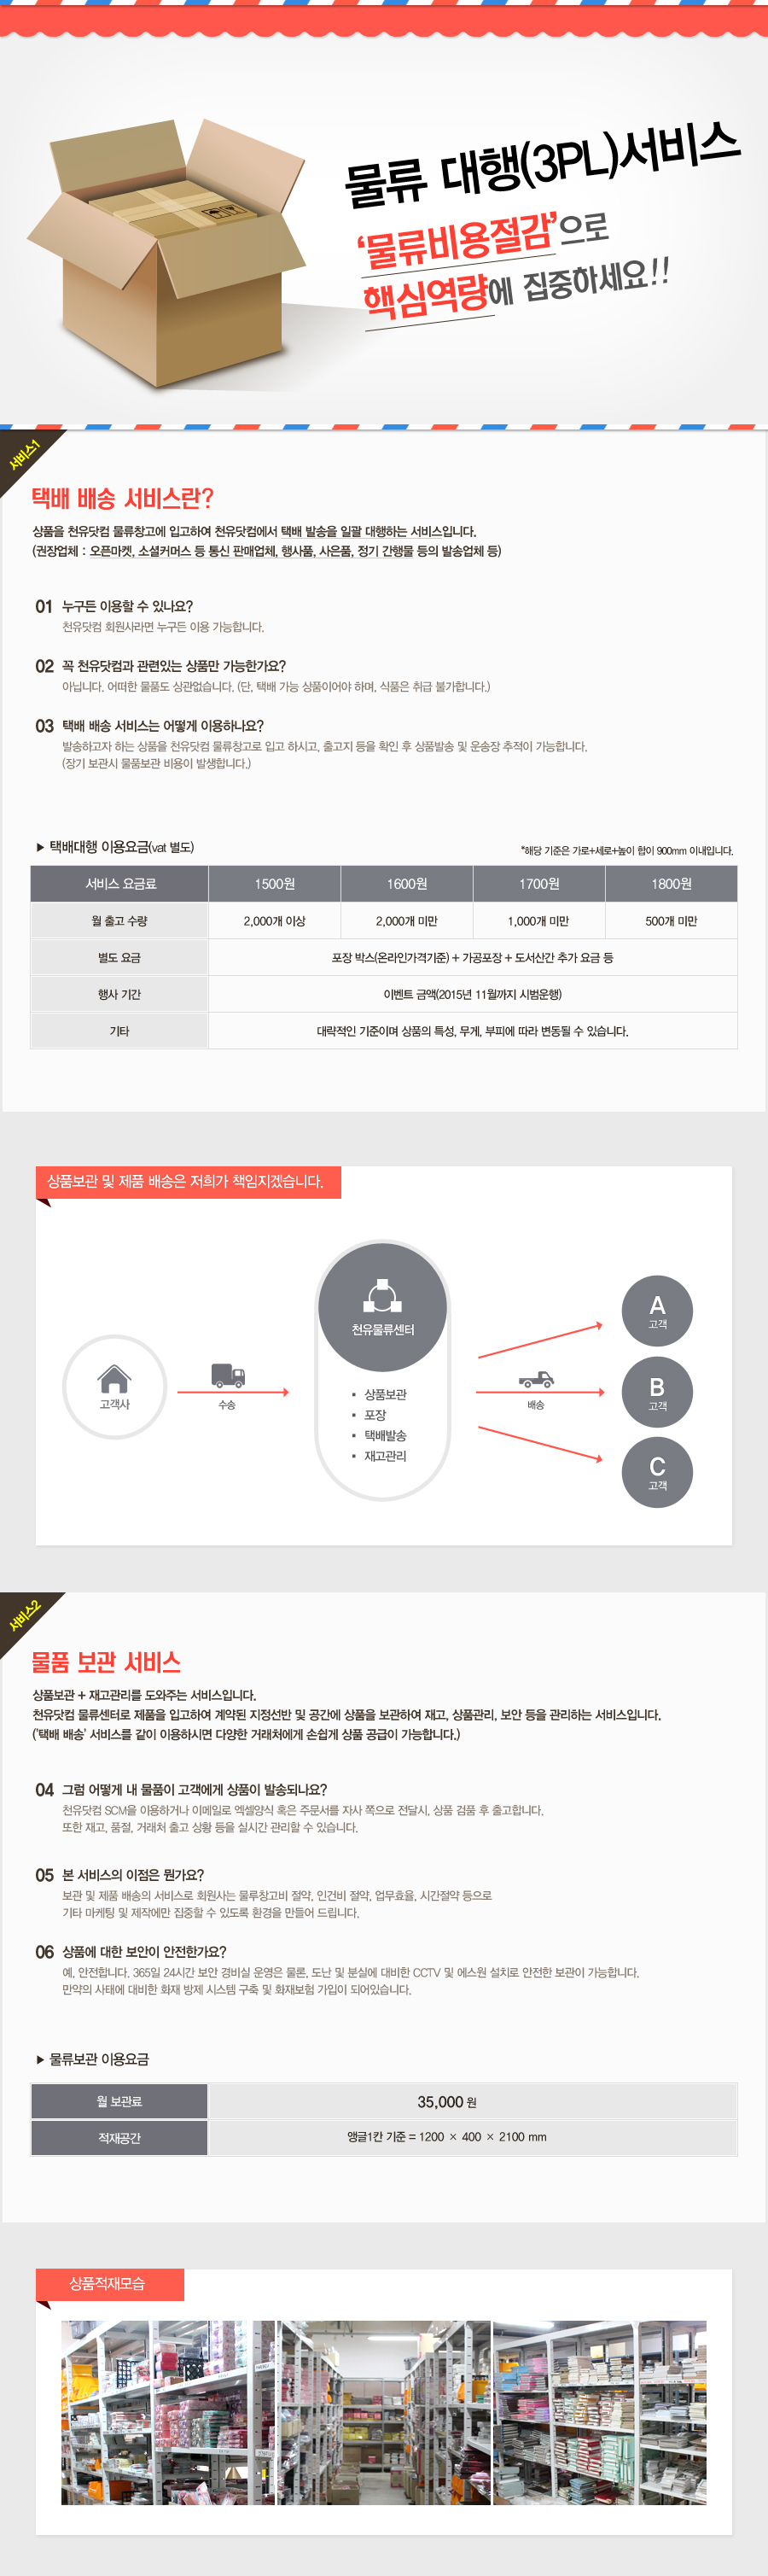 물류 대행(3PL)서비스
‘물류비용절감’으로
핵심역량에 집중하세요!!
서비스1
택배 배송 서비스란?
상품을 천유닷컴 물류창고에 입고하여 천유닷컴에서 택배 발송을 일괄 대행하는 서비스입니다.
(권장업체 : 오픈마켓, 소셜커머스 등 통신 판매업체, 행사품, 사은품, 정기 간행물 등의 발송업체 등)
01 누구든 이용할 수 있나요?
천유닷컴 회원사라면 누구든 이용 가능합니다.
02 꼭 천유닷컴과 관련있는 상품만 가능한가요?
아닙니다. 어떠한 물품도 상관없습니다. (단, 택배 가능 상품이어야 하며, 식품은 취급 불가합니다.)
03 택배 배송 서비스는 어떻게 이용하나요?
발송하고자 하는 상품을 천유닷컴 물류창고로 입고 하시고, 출고지 등을 확인 후 상품발송 및 운송장 추적이 가능합니다.
(장기 보관시 물품보관 비용이 발생합니다.)
▶ 택배대행 이용요금(vat 별도)
*해당 기준은 가로+세로+높이 합이 900mm 이내입니다.
서비스 요금료 1500원 1600원 1700원 1800원
월 출고 수량 2,000개 이상 2,000개 미만 1,000개 미만 500개 미만
별도 요금 포장 박스(온라인가격기준) + 가공포장 + 도서산간 추가 요금 등
행사 기간 이벤트 금액(2015년 11월까지 시범운행)
기타 대략적인 기준이며 상품의 특성, 무게, 부피에 따라 변동될 수 있습니다.
상품보관 및 제품 배송은 저희가 책임지겠습니다.
고객사
수송
천유물류센터
• 상품보관
• 포장
• 택배발송
• 재고관리
배송
A
고객
B
고객
C
고객
서비스2
물품 보관 서비스
상품보관 + 재고관리를 도와주는 서비스입니다.
천유닷컴 물류센터로 제품을 입고하여 계약된 지정선반 및 공간에 상품을 보관하여 재고, 상품관리, 보안 등을 관리하는 서비스입니다.
('택배 배송' 서비스를 같이 이용하시면 다양한 거래처에게 손쉽게 상품 공급이 가능합니다.)
04 그럼 어떻게 내 물품이 고객에게 상품이 발송되나요?
천유닷컴 SCM을 이용하거나 이메일로 엑셀양식 혹은 주문서를 자사 쪽으로 전달시, 상품 검품 후 출고합니다.
또한 재고, 품절, 거래처 출고 상황 등을 실시간 관리할 수 있습니다.
05 본 서비스의 이점은 뭔가요?
보관 및 제품 배송의 서비스로 회원사는 물루창고비 절약, 인건비 절약, 업무효율, 시간절약 등으로
기타 마케팅 및 제작에만 집중할 수 있도록 환경을 만들어 드립니다.
06 상품에 대한 보안이 안전한가요?
예, 안전합니다. 365일 24시간 보안 경비실 운영은 물론, 도난 및 분실에 대비한 CCTV 및 에스원 설치로 안전한 보관이 가능합니다.
만약의 사태에 대비한 화재 방제 시스템 구축 및 화재보험 가입이 되어있습니다.
▶ 물류보관 이용요금
월 보관료 35,000 원
적재공간 앵글1칸 기준 = 1200 × 400 × 2100 mm
상품적재모습